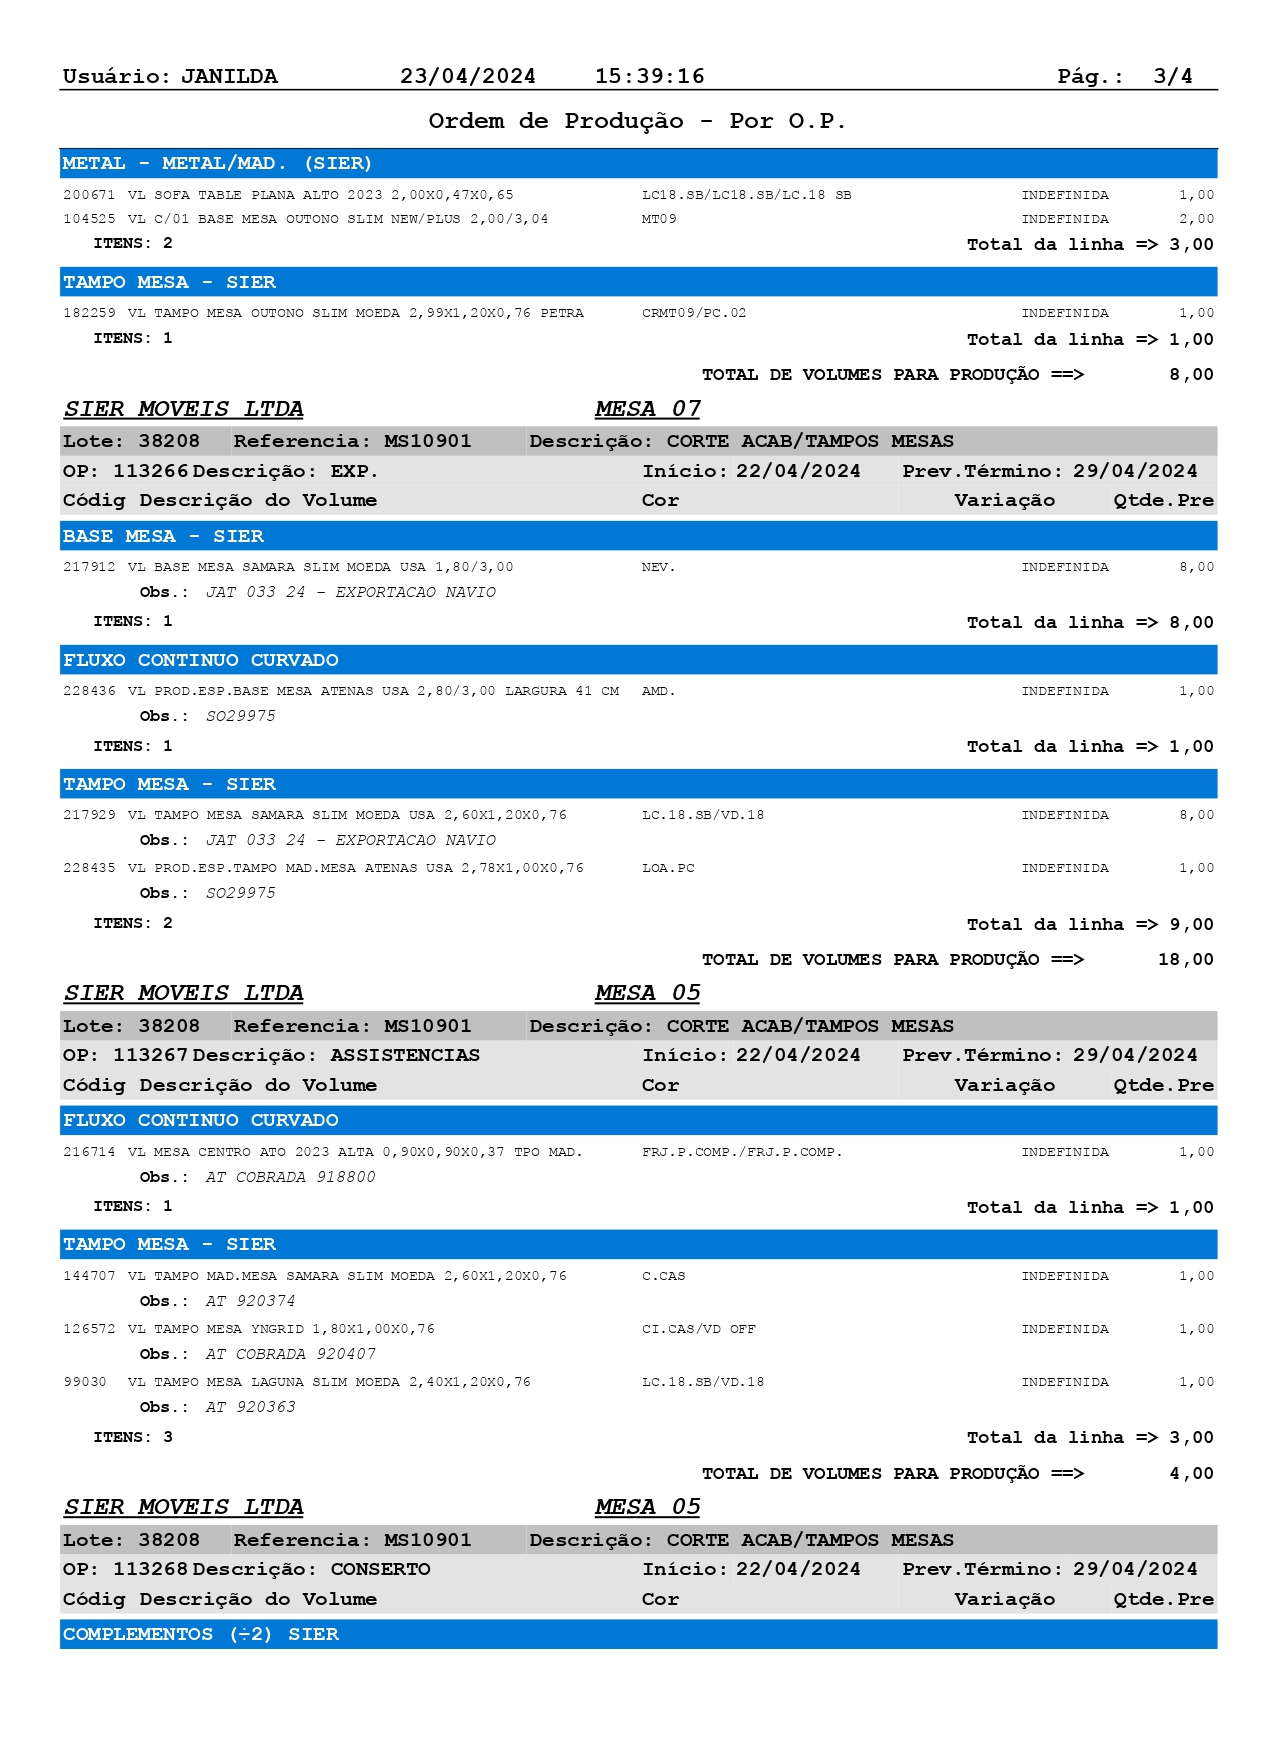 Usuário: JANILDA 23/04/2024 15:39:16 Pág.: 3/4
Ordem de Produção - Por O.P.
METAL - METAL/MAD. (SIER)
200671 VL SOFA TABLE PLANA ALTO 2023 2,00X0,47X0,65 LC18.SB/LC18.SB/LC.18 SB INDEFINIDA 1,00
104525 VL C/01 BASE MESA OUTONO SLIM NEW/PLUS 2,00/3,04 MT09 INDEFINIDA 2,00
ITENS: 2 Total da linha => 3,00
TAMPO MESA - SIER
182259 VL TAMPO MESA OUTONO SLIM MOEDA 2,99X1,20X0,76 PETRA CRMT09/PC.02 INDEFINIDA 1,00
ITENS: 1 Total da linha => 1,00
TOTAL DE VOLUMES PARA PRODUÇÃO ==> 8,00
SIER MOVEIS LTDA MESA 07
Lote: 38208 Referencia: MS10901 Descrição: CORTE ACAB/TAMPOS MESAS
OP: 113266 Descrição: EXP. Início: 22/04/2024 Prev.Término: 29/04/2024
Códig Descrição do Volume Cor Variação Qtde.Pre
BASE MESA - SIER
217912 VL BASE MESA SAMARA SLIM MOEDA USA 1,80/3,00 NEV. INDEFINIDA 8,00
Obs.: JAT 033 24 - EXPORTACAO NAVIO
ITENS: 1 Total da linha => 8,00
FLUXO CONTINUO CURVADO
228436 VL PROD.ESP.BASE MESA ATENAS USA 2,80/3,00 LARGURA 41 CM AMD. INDEFINIDA 1,00
Obs.: SO29975
ITENS: 1 Total da linha => 1,00
TAMPO MESA - SIER
217929 VL TAMPO MESA SAMARA SLIM MOEDA USA 2,60X1,20X0,76 LC.18.SB/VD.18 INDEFINIDA 8,00
Obs.: JAT 033 24 - EXPORTACAO NAVIO
228435 VL PROD.ESP.TAMPO MAD.MESA ATENAS USA 2,78X1,00X0,76 LOA.PC INDEFINIDA 1,00
Obs.: SO29975
ITENS: 2 Total da linha => 9,00
TOTAL DE VOLUMES PARA PRODUÇÃO ==> 18,00
SIER MOVEIS LTDA MESA 05
Lote: 38208 Referencia: MS10901 Descrição: CORTE ACAB/TAMPOS MESAS
OP: 113267 Descrição: ASSISTENCIAS Início: 22/04/2024 Prev.Término: 29/04/2024
Códig Descrição do Volume Cor Variação Qtde.Pre
FLUXO CONTINUO CURVADO
216714 VL MESA CENTRO ATO 2023 ALTA 0,90X0,90X0,37 TPO MAD. FRJ.P.COMP./FRJ.P.COMP. INDEFINIDA 1,00
Obs.: AT COBRADA 918800
ITENS: 1 Total da linha => 1,00
TAMPO MESA - SIER
144707 VL TAMPO MAD.MESA SAMARA SLIM MOEDA 2,60X1,20X0,76 C.CAS INDEFINIDA 1,00
Obs.: AT 920374
126572 VL TAMPO MESA YNGRID 1,80X1,00X0,76 CI.CAS/VD OFF INDEFINIDA 1,00
Obs.: AT COBRADA 920407
99030 VL TAMPO MESA LAGUNA SLIM MOEDA 2,40X1,20X0,76 LC.18.SB/VD.18 INDEFINIDA 1,00
Obs.: AT 920363
ITENS: 3 Total da linha => 3,00
TOTAL DE VOLUMES PARA PRODUÇÃO ==> 4,00
SIER MOVEIS LTDA MESA 05
Lote: 38208 Referencia: MS10901 Descrição: CORTE ACAB/TAMPOS MESAS
OP: 113268 Descrição: CONSERTO Início: 22/04/2024 Prev.Término: 29/04/2024
Códig Descrição do Volume Cor Variação Qtde.Pre
COMPLEMENTOS (÷2) SIER